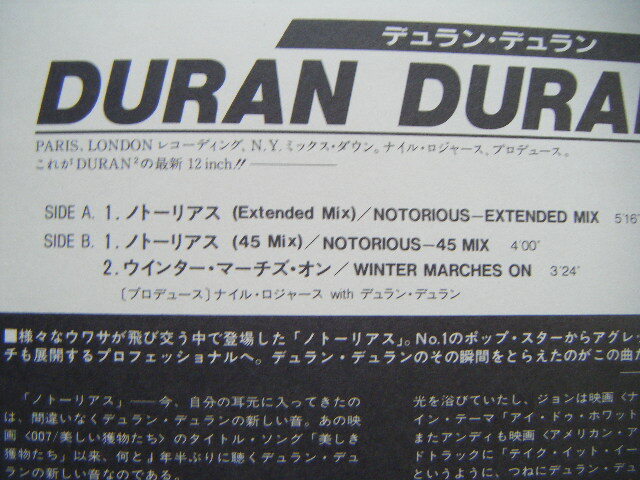 デュラン・デュラン
DURAN DURAN
PARIS、LONDONレコーディング、N.Y.ミックス・ダウン。ナイル・ロジャース、プロデュース。
これがDURAN²の最新12inch!!
SIDE A. 1. ノトーリアス (Extended Mix)/NOTORIOUS—EXTENDED MIX 5'16"
SIDE B. 1. ノトーリアス (45 Mix)/NOTORIOUS—45 MIX 4'00"
2. ウインター・マーチズ・オン/WINTER MARCHES ON 3'24"
〔プロデュース〕ナイル・ロジャース with デュラン・デュラン
■様々なウワサが飛び交う中で登場した「ノトーリアス」。No.1のポップ・スターからアグレッ
チも展開するプロフェッショナルへ。デュラン・デュランのその瞬間をとらえたのがこの曲だ
「ノトーリアス」——今、自分の耳元に入ってきたの
は、間違いなくデュラン・デュランの新しい音。あの映
画〈007/美しい獲物たち〉のタイトル・ソング「美しき
獲物たち」以来、何と1年半ぶりに聴くデュラン・デュ
ランの新しい音なのである。
光を浴びていたし、ジョンは映画〈ナ
イン・テーマ「アイ・ドゥ・ホワット
またアンディも映画〈アメリカン・ア
ドトラックに「テイク・イット・イー
というように、つねにデュラン・デ